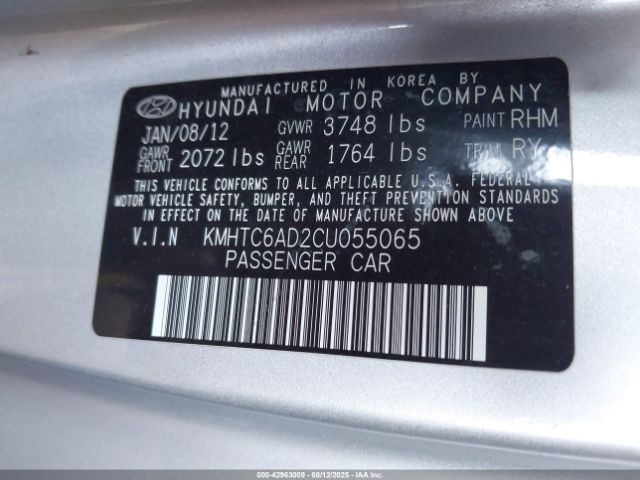 MANUFACTURED IN KOREA BY
HYUNDAI MOTOR COMPANY
JAN/08/12 GVWR 3748 lbs PAINT RHM
GAWR FRONT 2072 lbs GAWR REAR 1764 lbs TRIM RY
THIS VEHICLE CONFORMS TO ALL APPLICABLE U.S.A. FEDERAL
MOTOR VEHICLE SAFETY, BUMPER, AND THEFT PREVENTION STANDARDS
IN EFFECT ON THE DATE OF MANUFACTURE SHOWN ABOVE
V.I.N KMHTC6AD2CU055065
PASSENGER CAR
000-42963009 - 08/12/2025 - IAAI.COM